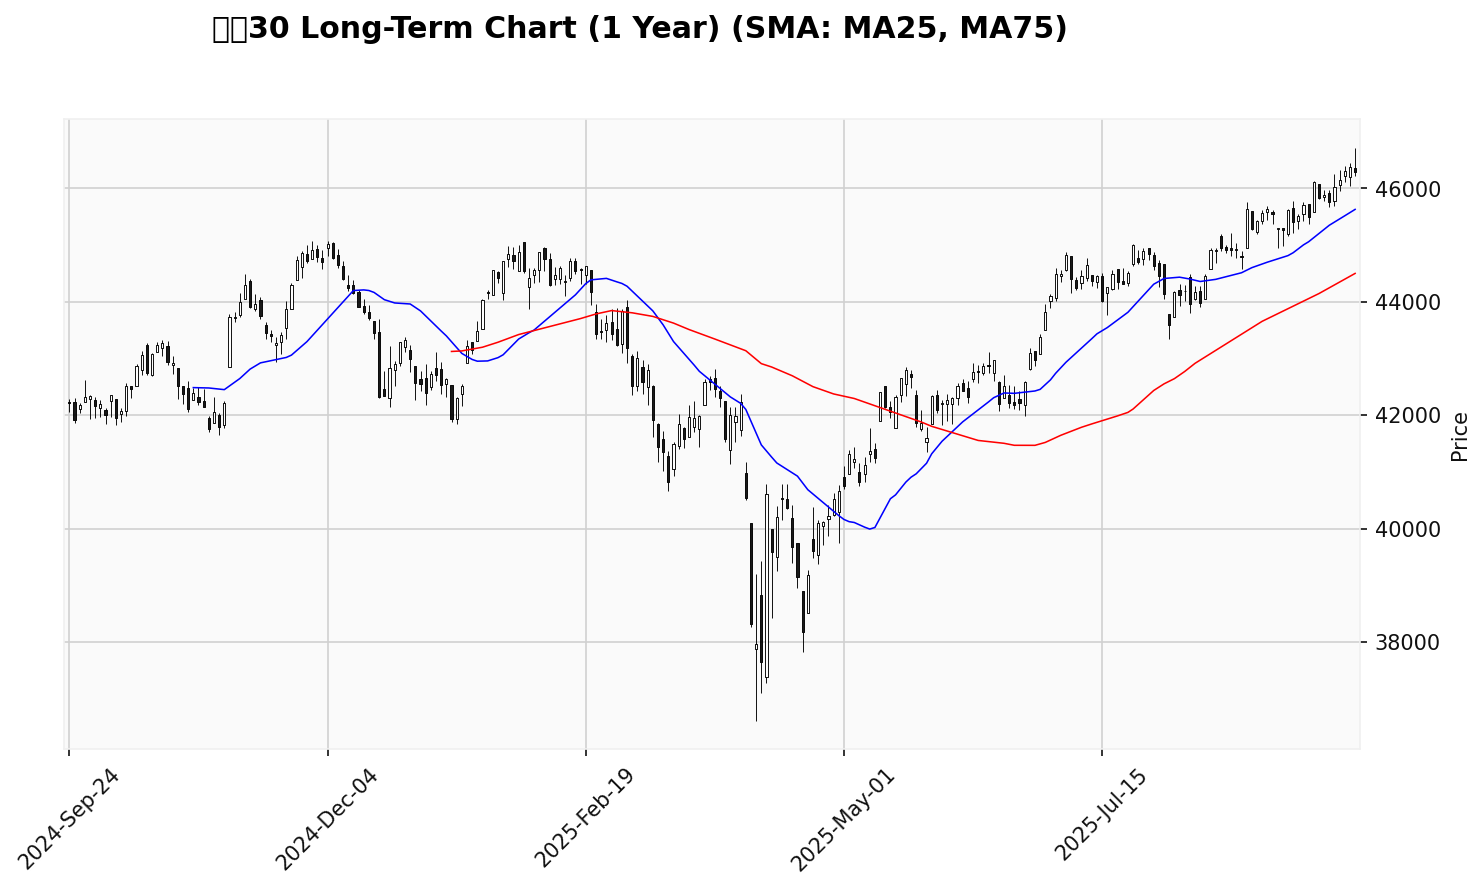 30 Long-Term Chart (1 Year) (SMA: MA25, MA75)
46000
44000
42000
40000
38000
Price
2024-Sep-24
2024-Dec-04
2025-Feb-19
2025-May-01
2025-Jul-15